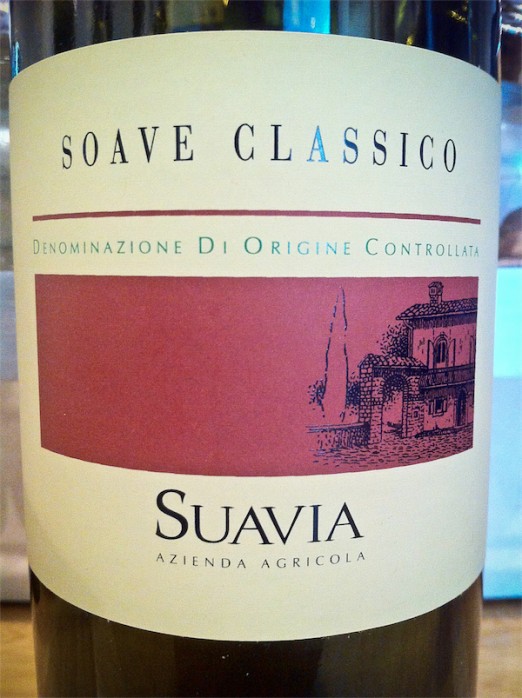 SOAVE CLASSICO
DENOMINAZIONE DI ORIGINE CONTROLLATA
SUAVIA
AZIENDA AGRICOLA